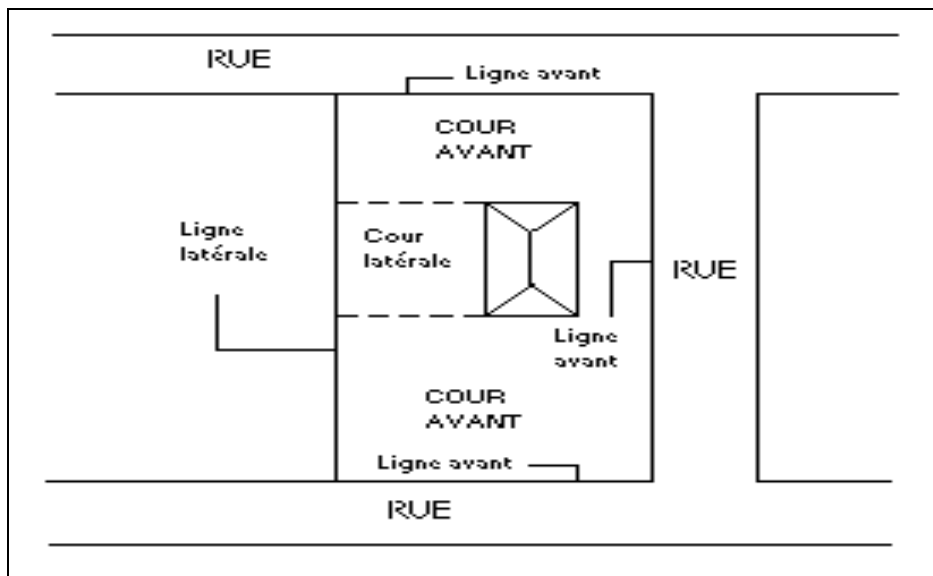 RUE
Ligne avant
COUR
AVANT
Ligne
latérale
Cour
latérale
RUE
Ligne
avant
COUR
AVANT
Ligne avant
RUE